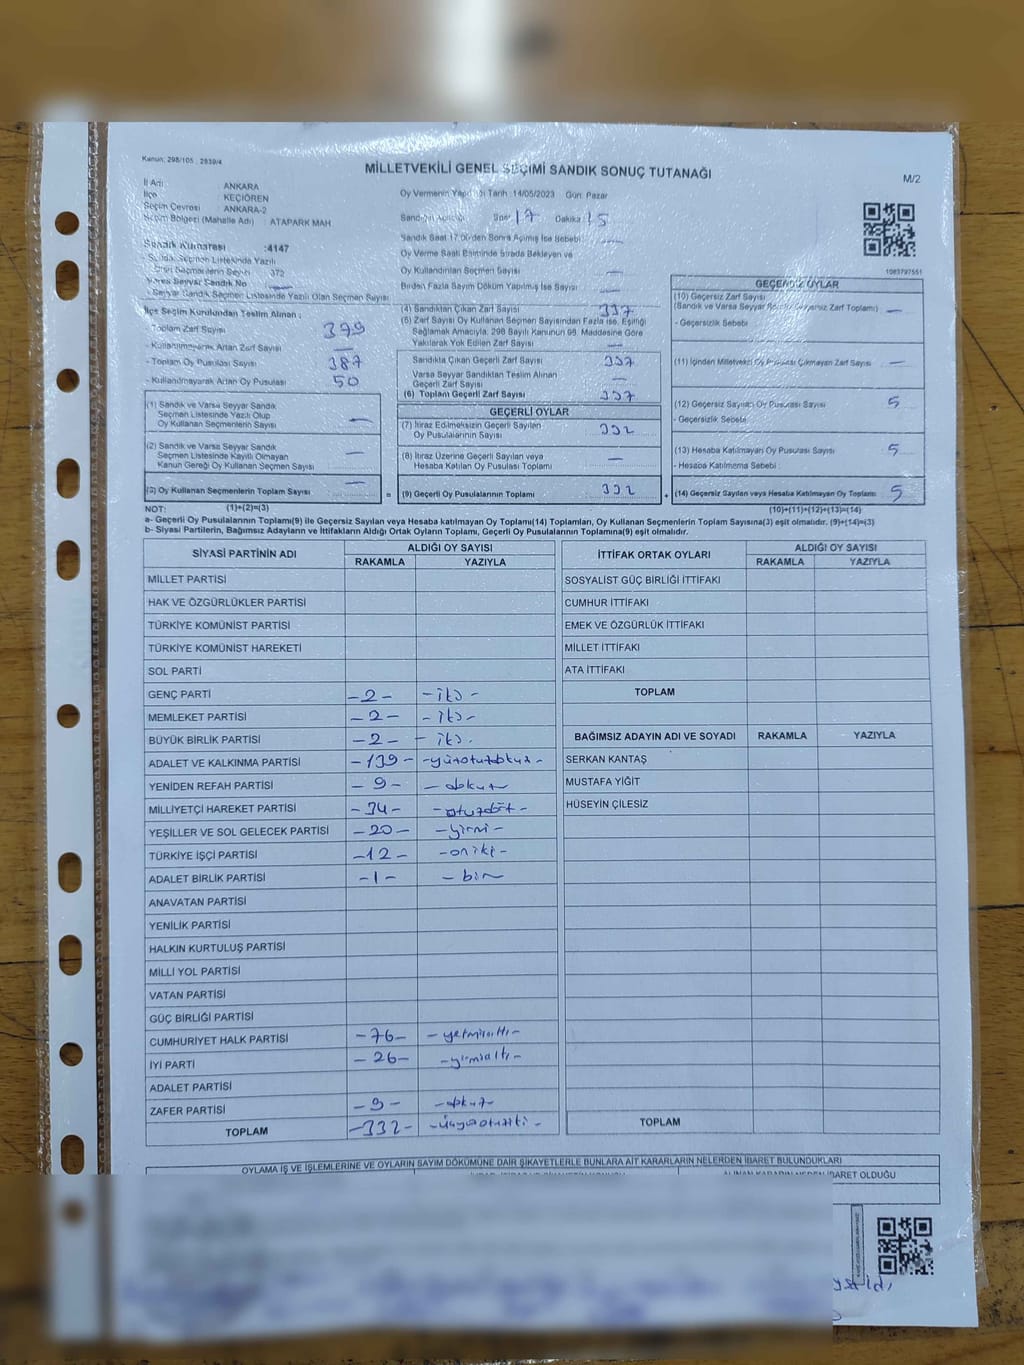 Kanun: 298/105 : 2839/4
MİLLETVEKİLİ GENEL SEÇİMİ SANDIK SONUÇ TUTANAĞI
M/2
İl Adı : ANKARA
İlçe : KEÇİÖREN
Seçim Çevresi : ANKARA-2
Seçim Bölgesi (Mahalle Adı) : ATAPARK MAH
Oy Vermenin Yapıldığı Tarih :14/05/2023 Gün: Pazar
Sandığın Açıldığı Saat 17 Dakika 15
Sandık Saat 17.00'den Sonra Açılmış İse Sebebi
Oy Verme Saati Bitiminde Sırada Bekleyen ve
Oy Kullandırılan Seçmen Sayısı —
Birden Fazla Sayım Döküm Yapılmış İse Sayısı —
1083797551
Sandık Numarası :4147
- Sandık Seçmen Listesinde Yazılı
Olan Seçmenlerin Sayısı 372
Varsa Seyyar Sandık No —
- Seyyar Sandık Seçmen Listesinde Yazılı Olan Seçmen Sayısı
İlçe Seçim Kurulundan Teslim Alınan ;
- Toplam Zarf Sayısı 379
- Kullanılmayarak Artan Zarf Sayısı —
- Toplam Oy Pusulası Sayısı 387
- Kullanılmayarak Artan Oy Pusulası 50
(1) Sandık ve Varsa Seyyar Sandık
Seçmen Listesinde Yazılı Olup
Oy Kullanan Seçmenlerin Sayısı —
(2) Sandık ve Varsa Seyyar Sandık
Seçmen Listesinde Kayıtlı Olmayan
Kanun Gereği Oy Kullanan Seçmen Sayısı —
(3) Oy Kullanan Seçmenlerin Toplam Sayısı —
(4) Sandıktan Çıkan Zarf Sayısı 337
(5) Zarf Sayısı Oy Kullanan Seçmen Sayısından Fazla ise, Eşitliği
Sağlamak Amacıyla, 298 Sayılı Kanunun 98. Maddesine Göre
Yakılarak Yok Edilen Zarf Sayısı —
Sandıkta Çıkan Geçerli Zarf Sayısı 337
Varsa Seyyar Sandıktan Teslim Alınan
Geçerli Zarf Sayısı —
(6) Toplam Geçerli Zarf Sayısı 337
GEÇERLİ OYLAR
(7) İtiraz Edilmeksizin Geçerli Sayılan
Oy Pusulalarının Sayısı 332
(8) İtiraz Üzerine Geçerli Sayılan veya
Hesaba Katılan Oy Pusulası Toplamı —
= (9) Geçerli Oy Pusulalarının Toplamı 332
GEÇERSİZ OYLAR
(10) Geçersiz Zarf Sayısı
(Sandık ve Varsa Seyyar Sandık Geçersiz Zarf Toplamı) —
- Geçersizlik Sebebi
(11) İçinden Milletvekili Oy Pusulası Çıkmayan Zarf Sayısı —
(12) Geçersiz Sayılan Oy Pusulası Sayısı 5
- Geçersizlik Sebebi
(13) Hesaba Katılmayan Oy Pusulası Sayısı 5
- Hesaba Katılmama Sebebi :
+ (14) Geçersiz Sayılan veya Hesaba Katılmayan Oy Toplamı 5
NOT: (1)+(2)=(3) (10)+(11)+(12)+(13)=(14)
a- Geçerli Oy Pusulalarının Toplamı(9) ile Geçersiz Sayılan veya Hesaba katılmayan Oy Toplamı(14) Toplamları, Oy Kullanan Seçmenlerin Toplam Sayısına(3) eşit olmalıdır. (9)+(14)=(3)
b- Siyasi Partilerin, Bağımsız Adayların ve İttifakların Aldığı Ortak Oyların Toplamı, Geçerli Oy Pusulalarının Toplamına(9) eşit olmalıdır.
SİYASİ PARTİNİN ADI ALDIĞI OY SAYISI
RAKAMLA YAZIYLA
MİLLET PARTİSİ
HAK VE ÖZGÜRLÜKLER PARTİSİ
TÜRKİYE KOMÜNİST PARTİSİ
TÜRKİYE KOMÜNİST HAREKETİ
SOL PARTİ
GENÇ PARTİ -2- -iki-
MEMLEKET PARTİSİ -2- -iki-
BÜYÜK BİRLİK PARTİSİ -2- -iki.
ADALET VE KALKINMA PARTİSİ -139- -yüzotuzdokuz-
YENİDEN REFAH PARTİSİ -9- -dokuz
MİLLİYETÇİ HAREKET PARTİSİ -34- -otuzdört-
YEŞİLLER VE SOL GELECEK PARTİSİ -20- -yirmi-
TÜRKİYE İŞÇİ PARTİSİ -12- -oniki-
ADALET BİRLİK PARTİSİ -1- -bir
ANAVATAN PARTİSİ
YENİLİK PARTİSİ
HALKIN KURTULUŞ PARTİSİ
MİLLİ YOL PARTİSİ
VATAN PARTİSİ
GÜÇ BİRLİĞİ PARTİSİ
CUMHURİYET HALK PARTİSİ -76- -yetmişaltı-
İYİ PARTİ -26- -yirmialtı-
ADALET PARTİSİ
ZAFER PARTİSİ -9- -dokuz
TOPLAM -332- -üçyüzotuziki-
İTTİFAK ORTAK OYLARI ALDIĞI OY SAYISI
RAKAMLA YAZIYLA
SOSYALİST GÜÇ BİRLİĞİ İTTİFAKI
CUMHUR İTTİFAKI
EMEK VE ÖZGÜRLÜK İTTİFAKI
MİLLET İTTİFAKI
ATA İTTİFAKI
TOPLAM
BAĞIMSIZ ADAYIN ADI VE SOYADI RAKAMLA YAZIYLA
SERKAN KANTAŞ
MUSTAFA YİĞİT
HÜSEYİN ÇİLESİZ
TOPLAM
OYLAMA İŞ VE İŞLEMLERİNE VE OYLARIN SAYIM DÖKÜMÜNE DAİR ŞİKAYETLERLE BUNLARA AİT KARARLARIN NELERDEN İBARET BULUNDUKLARI
ALINAN KARARIN NEDEN İBARET OLDUĞU